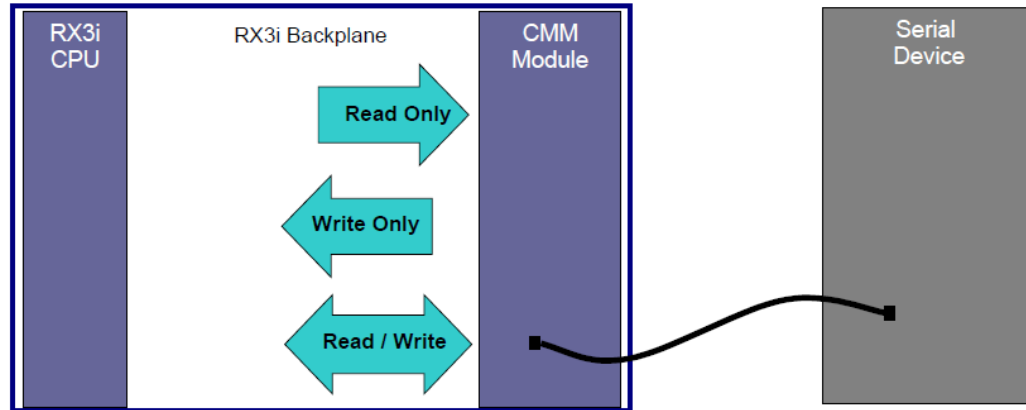 RX3i
CPU
RX3i Backplane
CMM
Module
Serial
Device
Read Only
Write Only
Read / Write